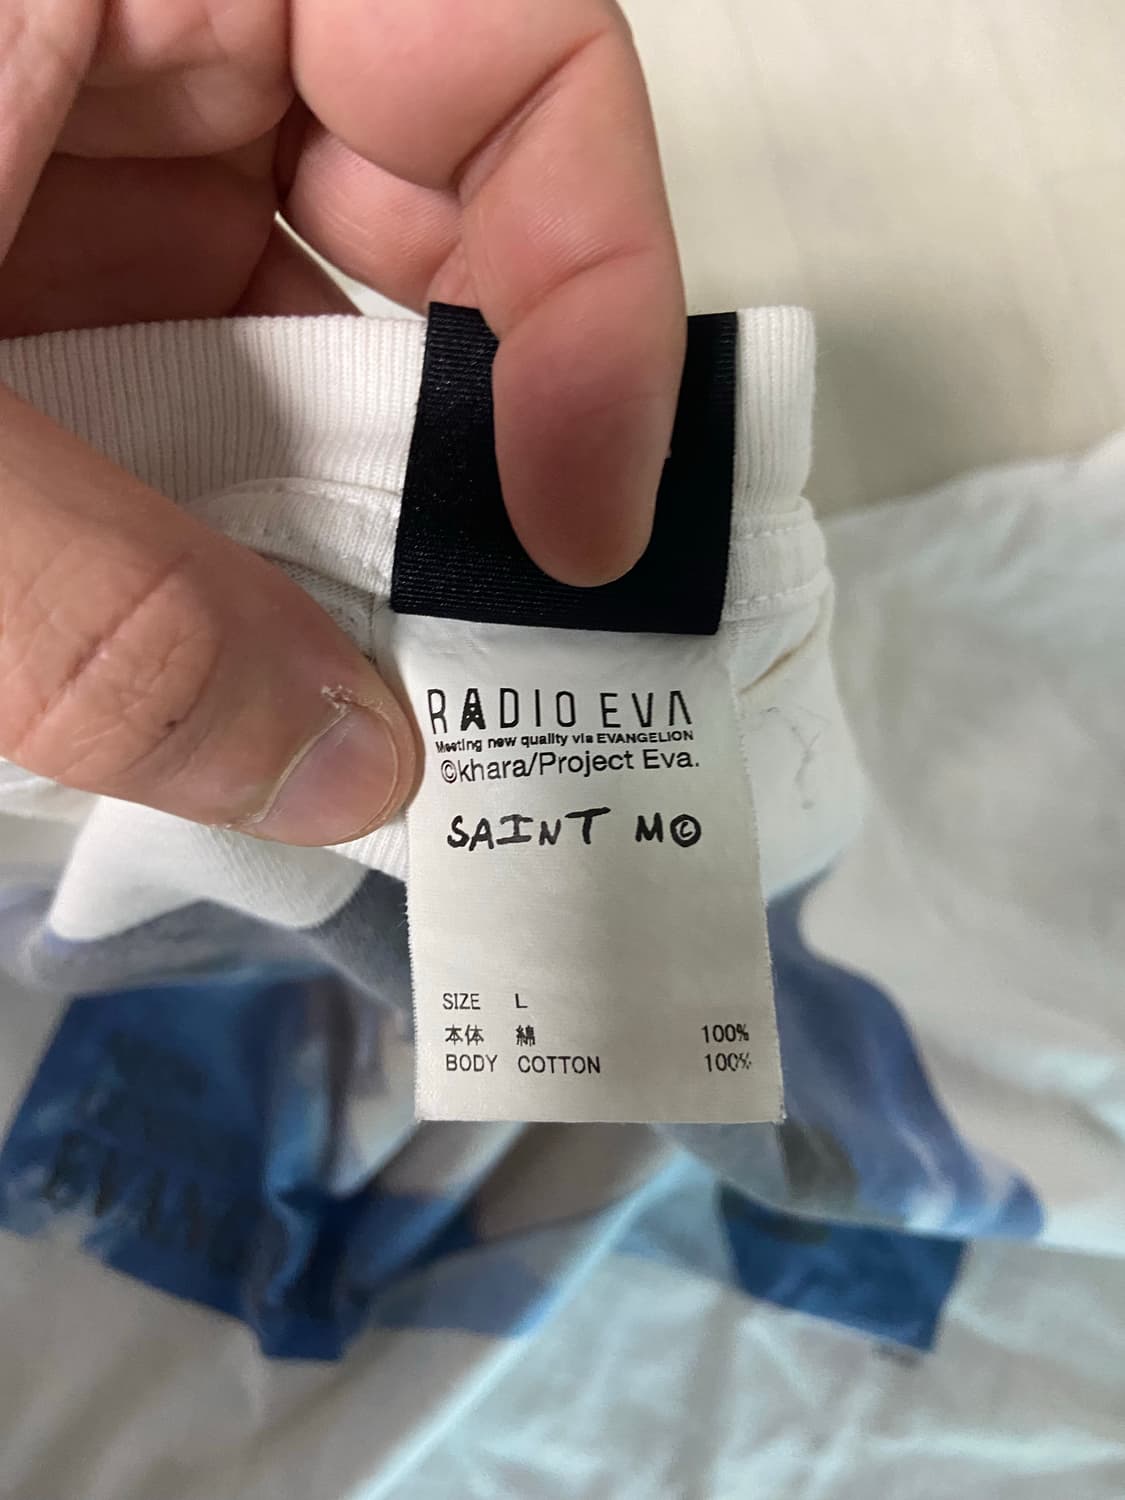 RADIO EVA
Meeting new quality via EVANGELION
©khara/Project Eva.
SAINT M©
SIZE L
本体 綿 100%
BODY COTTON 100%